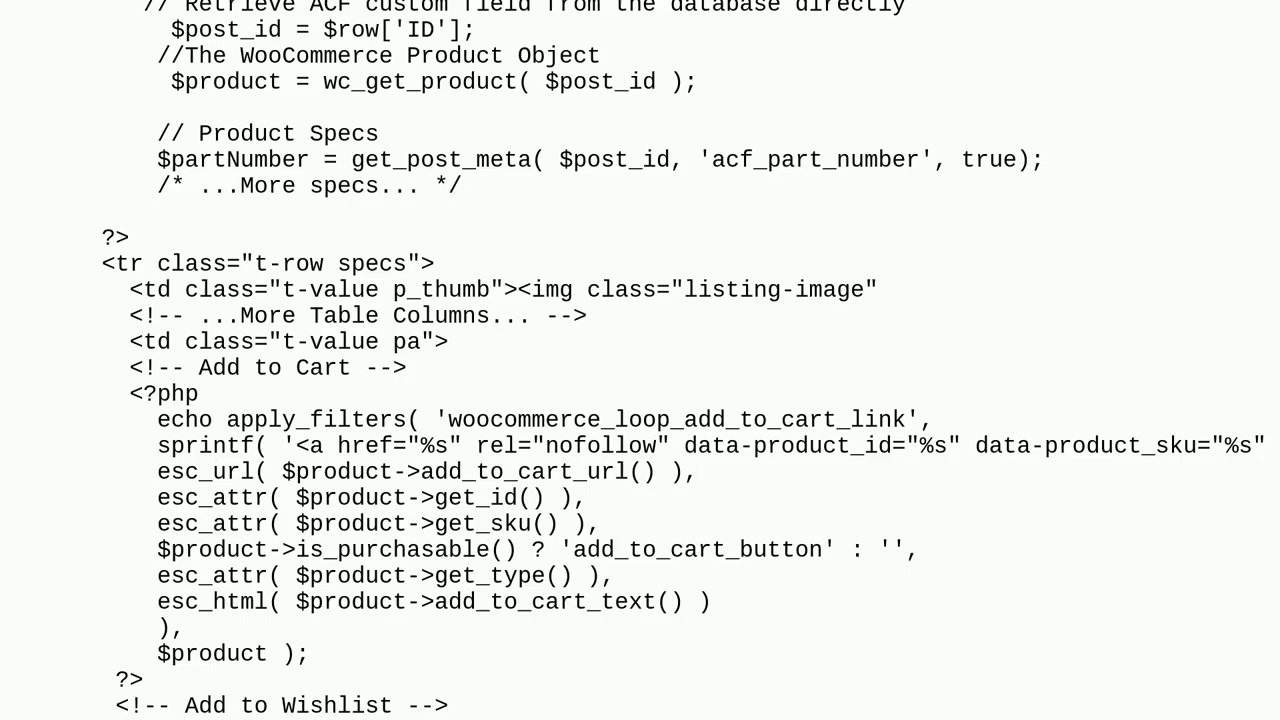 // Retrieve ACF custom field from the database directly
$post_id = $row['ID'];
//The WooCommerce Product Object
$product = wc_get_product( $post_id );
// Product Specs
$partNumber = get_post_meta( $post_id, 'acf_part_number', true);
/* ...More specs... */
?>
<tr class="t-row specs">
<td class="t-value p_thumb"><img class="listing-image"
<!-- ...More Table Columns... -->
<td class="t-value pa">
<!-- Add to Cart -->
<?php
echo apply_filters( 'woocommerce_loop_add_to_cart_link',
sprintf( '<a href="%s" rel="nofollow" data-product_id="%s" data-product_sku="%s"
esc_url( $product->add_to_cart_url() ),
esc_attr( $product->get_id() ),
esc_attr( $product->get_sku() ),
$product->is_purchasable() ? 'add_to_cart_button' : '',
esc_attr( $product->get_type() ),
esc_html( $product->add_to_cart_text() )
),
$product );
?>
<!-- Add to Wishlist -->